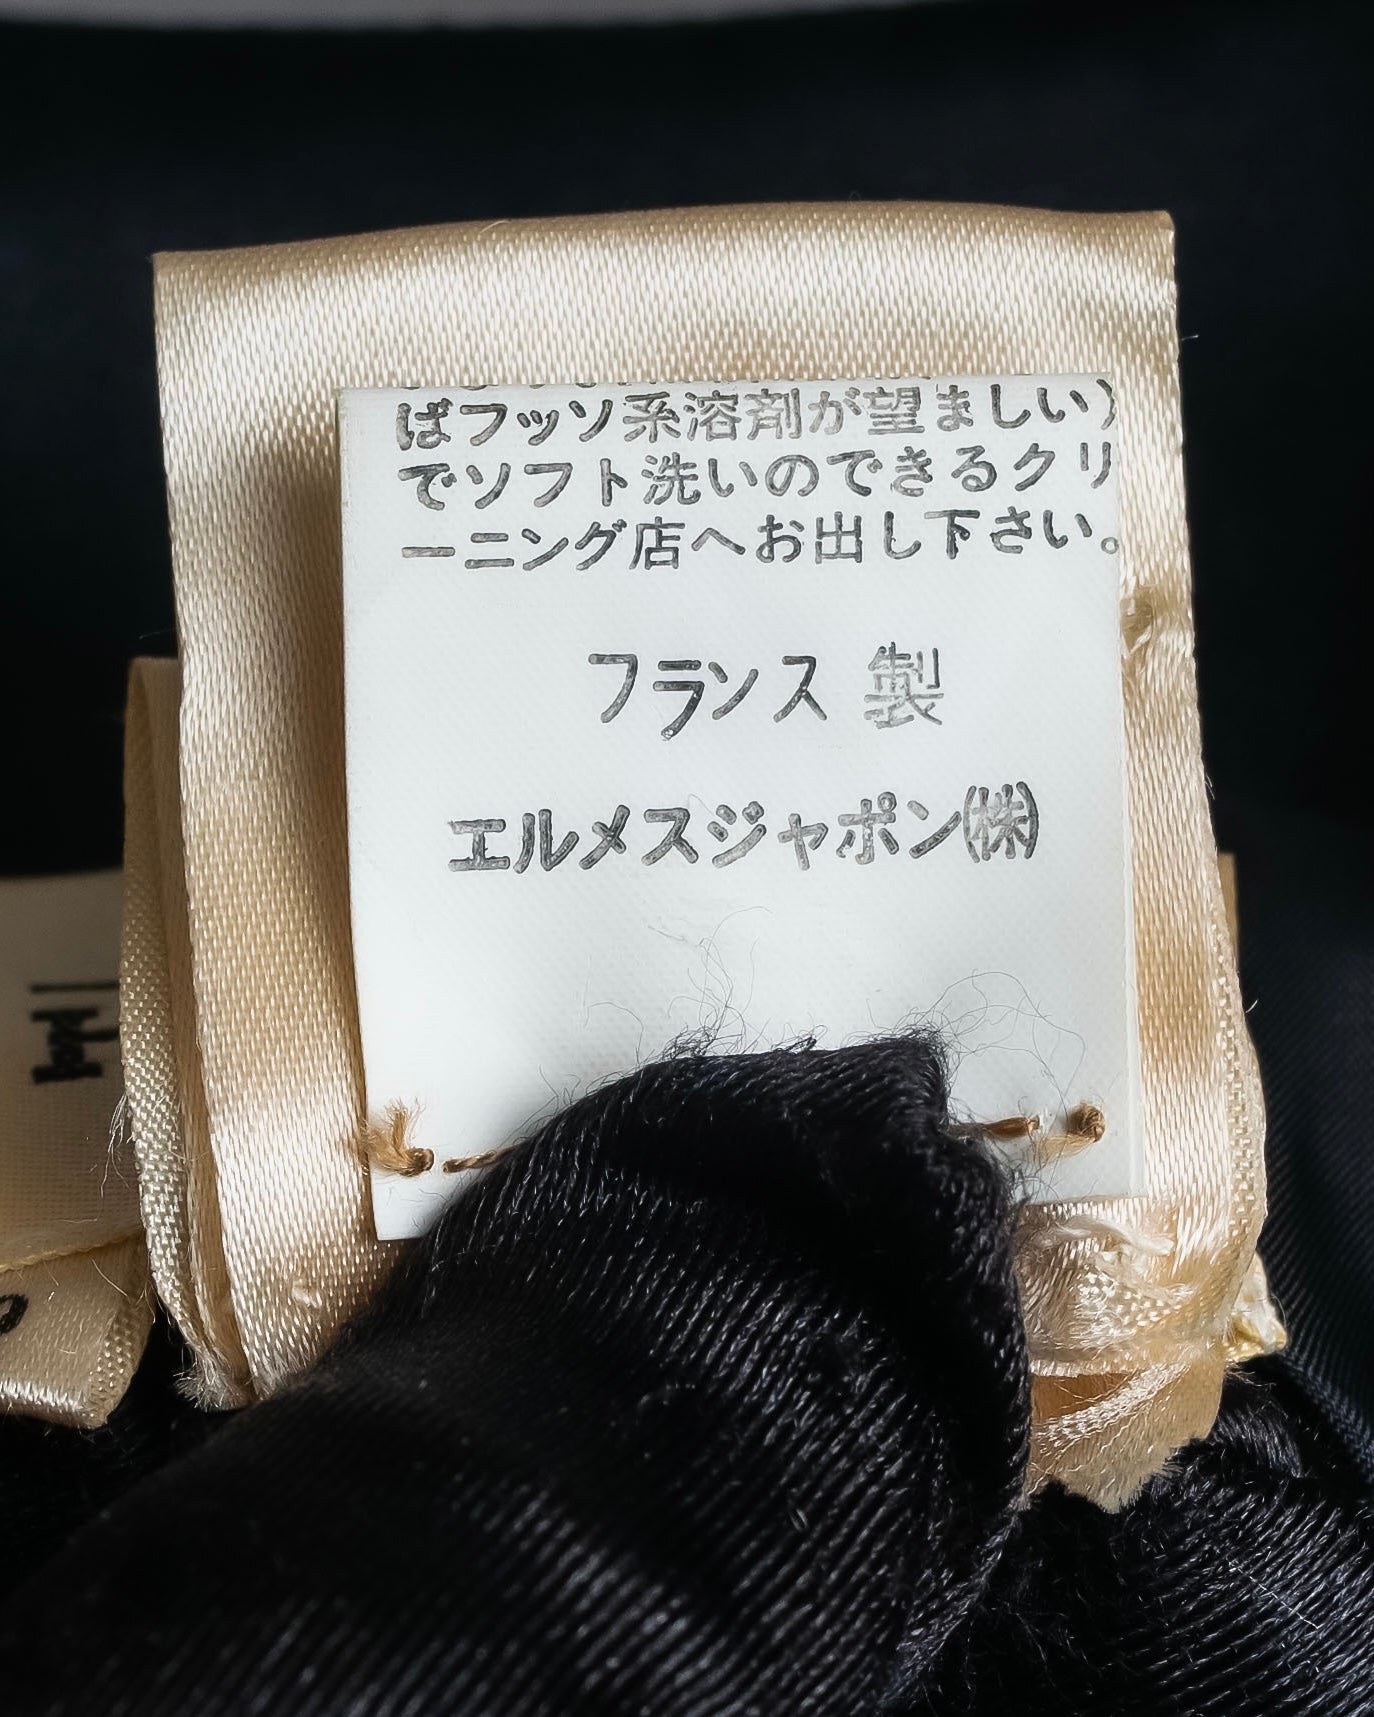 ばフッソ系溶剤が望ましい)
でソフト洗いのできるクリ
ーニング店へお出し下さい。
フランス 製
エルメスジャポン㈱